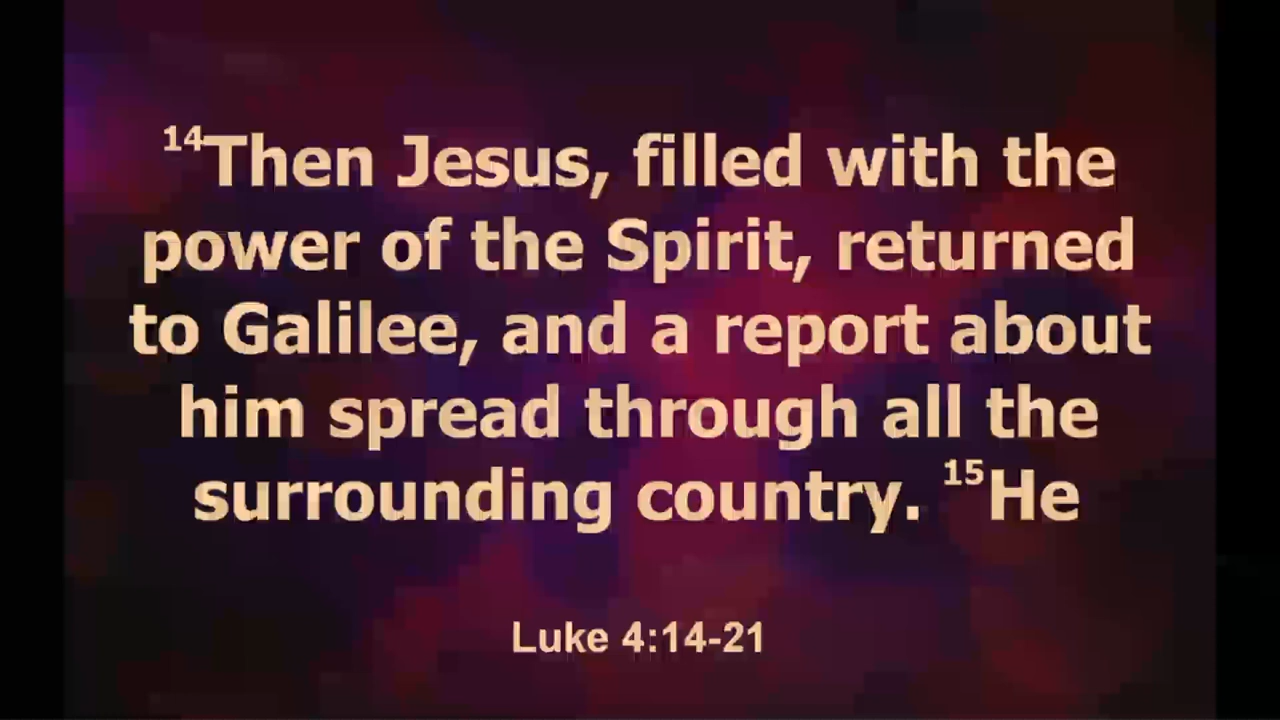 14Then Jesus, filled with the
power of the Spirit, returned
to Galilee, and a report about
him spread through all the
surrounding country. 15He
Luke 4:14-21